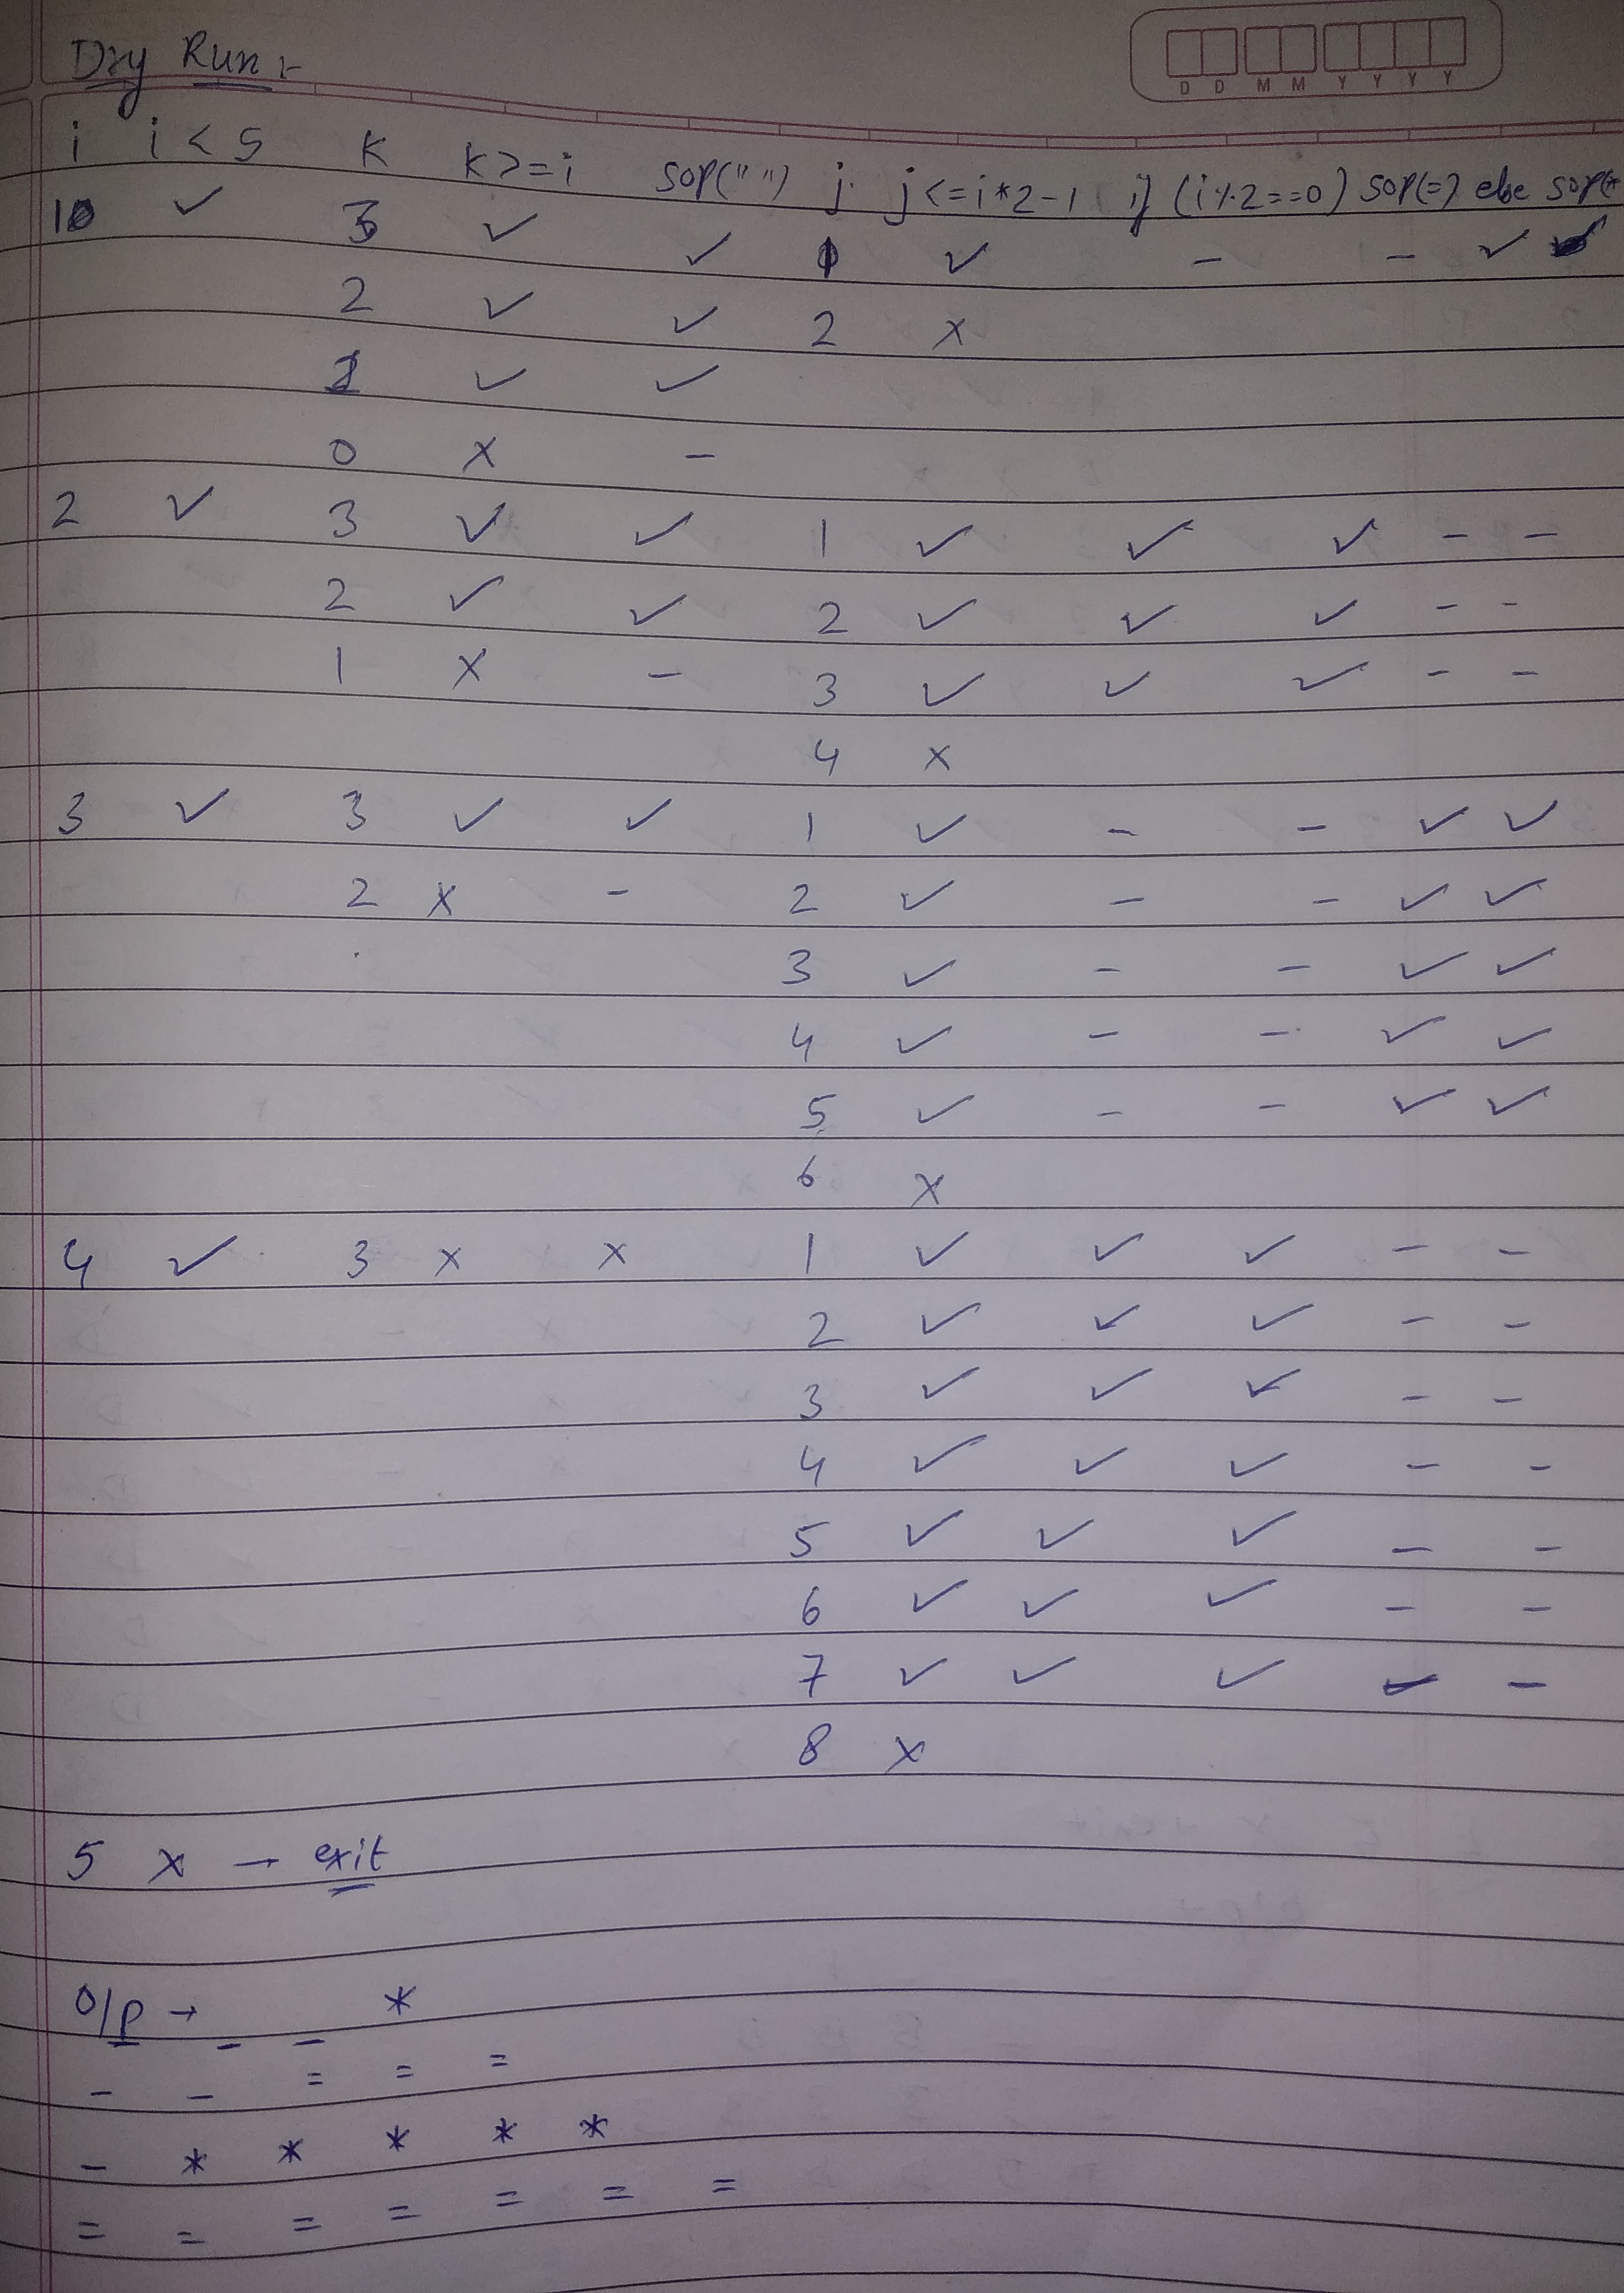 D D M M Y Y Y Y
Dry Run :-
i i < 5 K K >= i sop(" ") j j <= i*2-1 if (i%2==0) sop(=) else sop(*
1 ✓ 3 ✓ ✓ 1 ✓ - - ✓
2 ✓ ✓ 2 x
1 ✓ ✓
0 x -
2 ✓ 3 ✓ ✓ 1 ✓ ✓ ✓ - -
2 ✓ ✓ 2 ✓ ✓ ✓ - -
1 x - 3 ✓ ✓ ✓ - -
4 x
3 ✓ 3 ✓ ✓ 1 ✓ - - ✓ ✓
2 x - 2 ✓ - - ✓ ✓
3 ✓ - - ✓ ✓
4 ✓ - - ✓ ✓
5 ✓ - - ✓ ✓
6 x
4 ✓ 3 x x 1 ✓ ✓ ✓ - -
2 ✓ ✓ ✓ - -
3 ✓ ✓ ✓ - -
4 ✓ ✓ ✓ - -
5 ✓ ✓ ✓ - -
6 ✓ ✓ ✓ - -
7 ✓ ✓ ✓ - -
8 x
5 x → exit
O/P → _ _ *
_ _ = = =
_ * * * * *
= = = = = = =